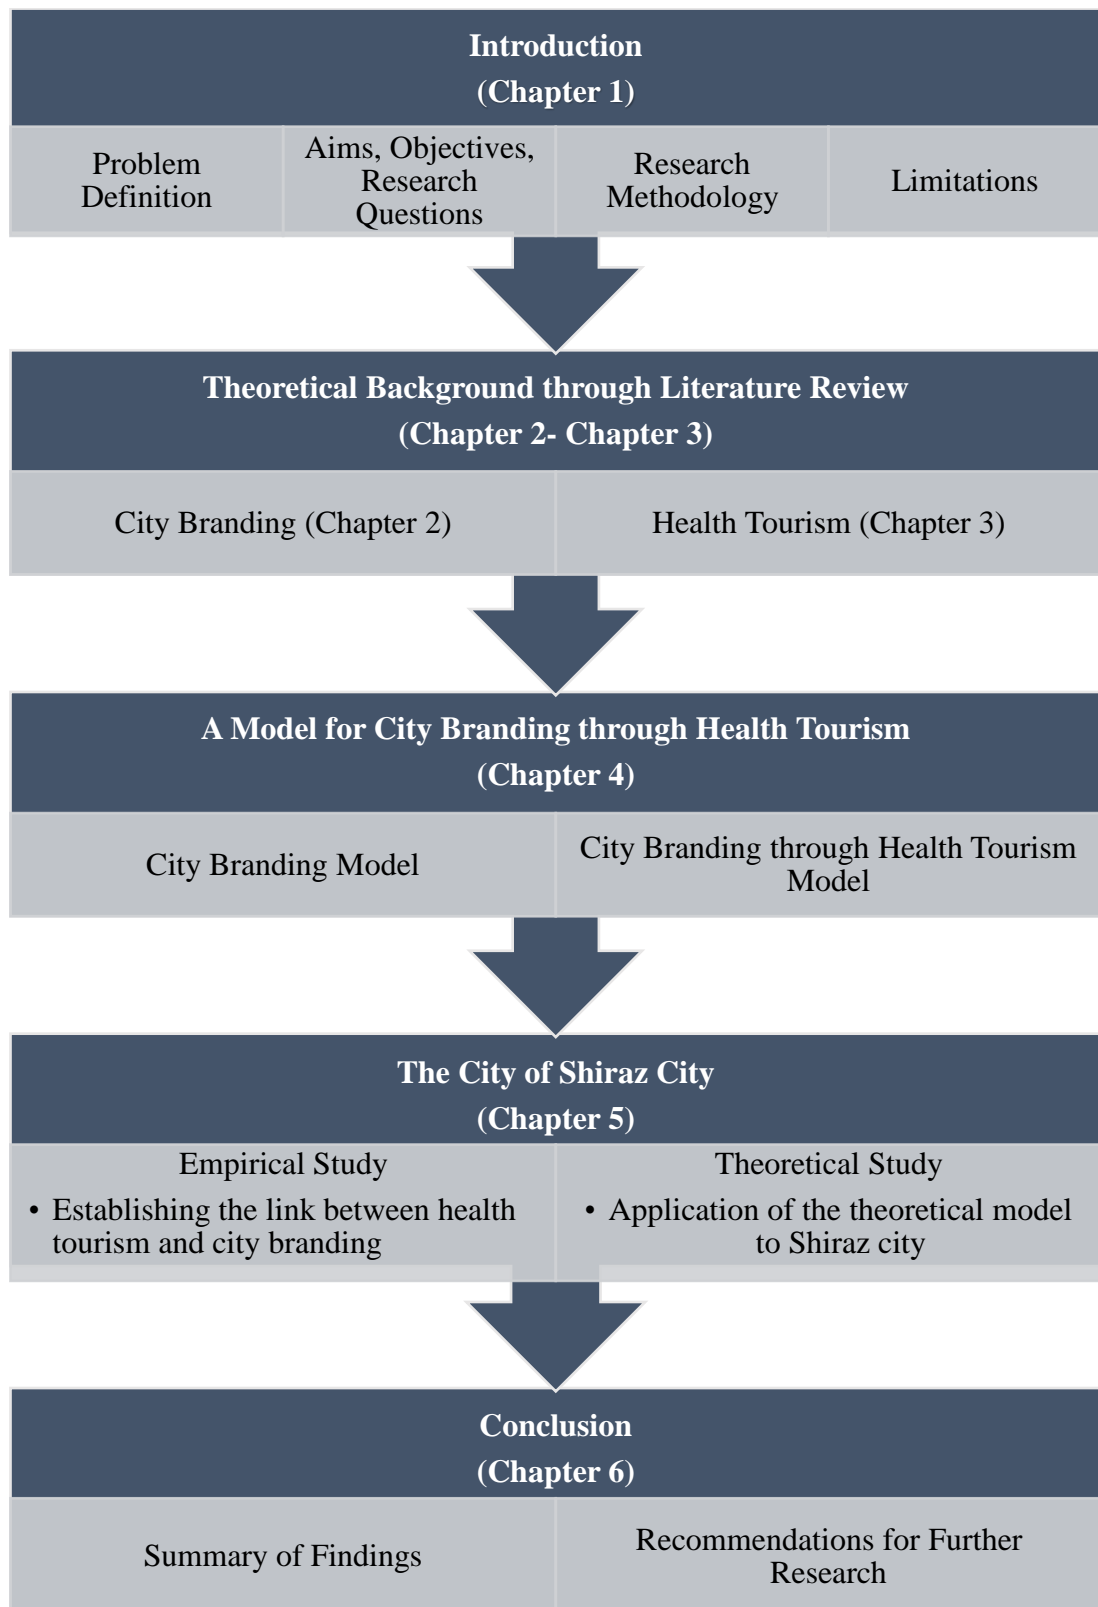 Introduction
(Chapter 1)
Problem
Definition
Aims, Objectives,
Research
Questions
Research
Methodology
Limitations
Theoretical Background through Literature Review
(Chapter 2- Chapter 3)
City Branding (Chapter 2)
Health Tourism (Chapter 3)
A Model for City Branding through Health Tourism
(Chapter 4)
City Branding Model
City Branding through Health Tourism
Model
The City of Shiraz City
(Chapter 5)
Empirical Study
• Establishing the link between health
tourism and city branding
Theoretical Study
• Application of the theoretical model
to Shiraz city
Conclusion
(Chapter 6)
Summary of Findings
Recommendations for Further
Research